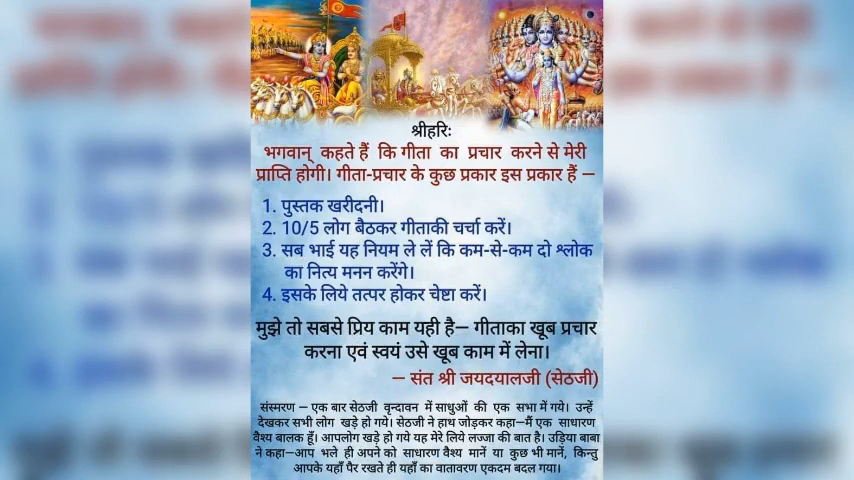 श्रीहरिः
भगवान् कहते हैं कि गीता का प्रचार करने से मेरी
प्राप्ति होगी। गीता-प्रचार के कुछ प्रकार इस प्रकार हैं —
1. पुस्तक खरीदनी।
2. 10/5 लोग बैठकर गीताकी चर्चा करें।
3. सब भाई यह नियम ले लें कि कम-से-कम दो श्लोक
का नित्य मनन करेंगे।
4. इसके लिये तत्पर होकर चेष्टा करें।
मुझे तो सबसे प्रिय काम यही है— गीताका खूब प्रचार
करना एवं स्वयं उसे खूब काम में लेना।
— संत श्री जयदयालजी (सेठजी)
संस्मरण — एक बार सेठजी वृन्दावन में साधुओं की एक सभा में गये। उन्हें
देखकर सभी लोग खड़े हो गये। सेठजी ने हाथ जोड़कर कहा—मैं एक साधारण
वैश्य बालक हूँ। आपलोग खड़े हो गये यह मेरे लिये लज्जा की बात है। उड़िया बाबा
ने कहा—आप भले ही अपने को साधारण वैश्य मानें या कुछ भी मानें, किन्तु
आपके यहाँ पैर रखते ही यहाँ का वातावरण एकदम बदल गया।